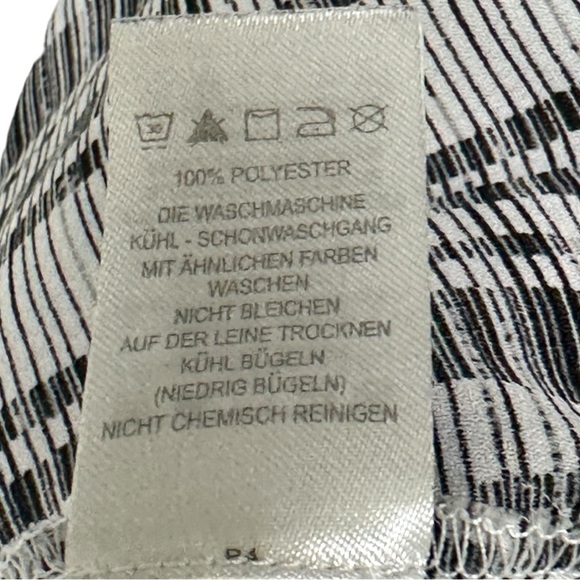 30
100% POLYESTER
DIE WASCHMASCHINE
KÜHL - SCHONWASCHGANG
MIT ÄHNLICHEN FARBEN
WASCHEN
NICHT BLEICHEN
AUF DER LEINE TROCKNEN
KÜHL BÜGELN
(NIEDRIG BÜGELN)
NICHT CHEMISCH REINIGEN